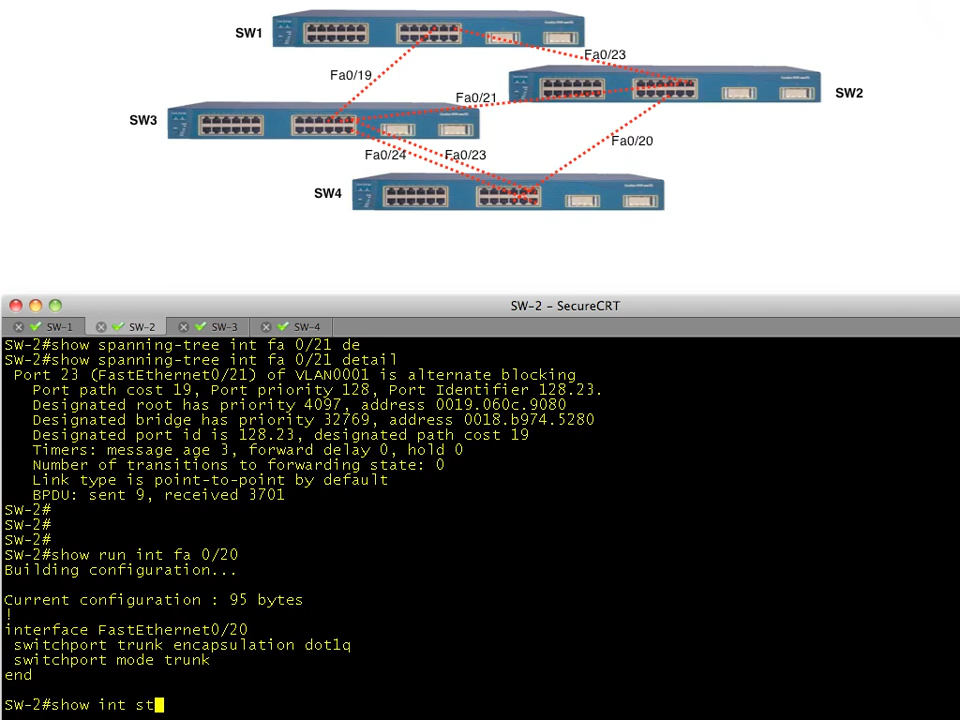 SW1
Fa0/23
Fa0/19
SW2
Fa0/21
SW3
Fa0/20
Fa0/24
Fa0/23
SW4
SW-2 – SecureCRT
SW-1
SW-2
SW-3
SW-4
SW-2#show spanning-tree int fa 0/21 de
SW-2#show spanning-tree int fa 0/21 detail
Port 23 (FastEthernet0/21) of VLAN0001 is alternate blocking
Port path cost 19, Port priority 128, Port Identifier 128.23.
Designated root has priority 4097, address 0019.060c.9080
Designated bridge has priority 32769, address 0018.b974.5280
Designated port id is 128.23, designated path cost 19
Timers: message age 3, forward delay 0, hold 0
Number of transitions to forwarding state: 0
Link type is point-to-point by default
BPDU: sent 9, received 3701
SW-2#
SW-2#
SW-2#
SW-2#show run int fa 0/20
Building configuration...
Current configuration : 95 bytes
!
interface FastEthernet0/20
switchport trunk encapsulation dot1q
switchport mode trunk
end
SW-2#show int st